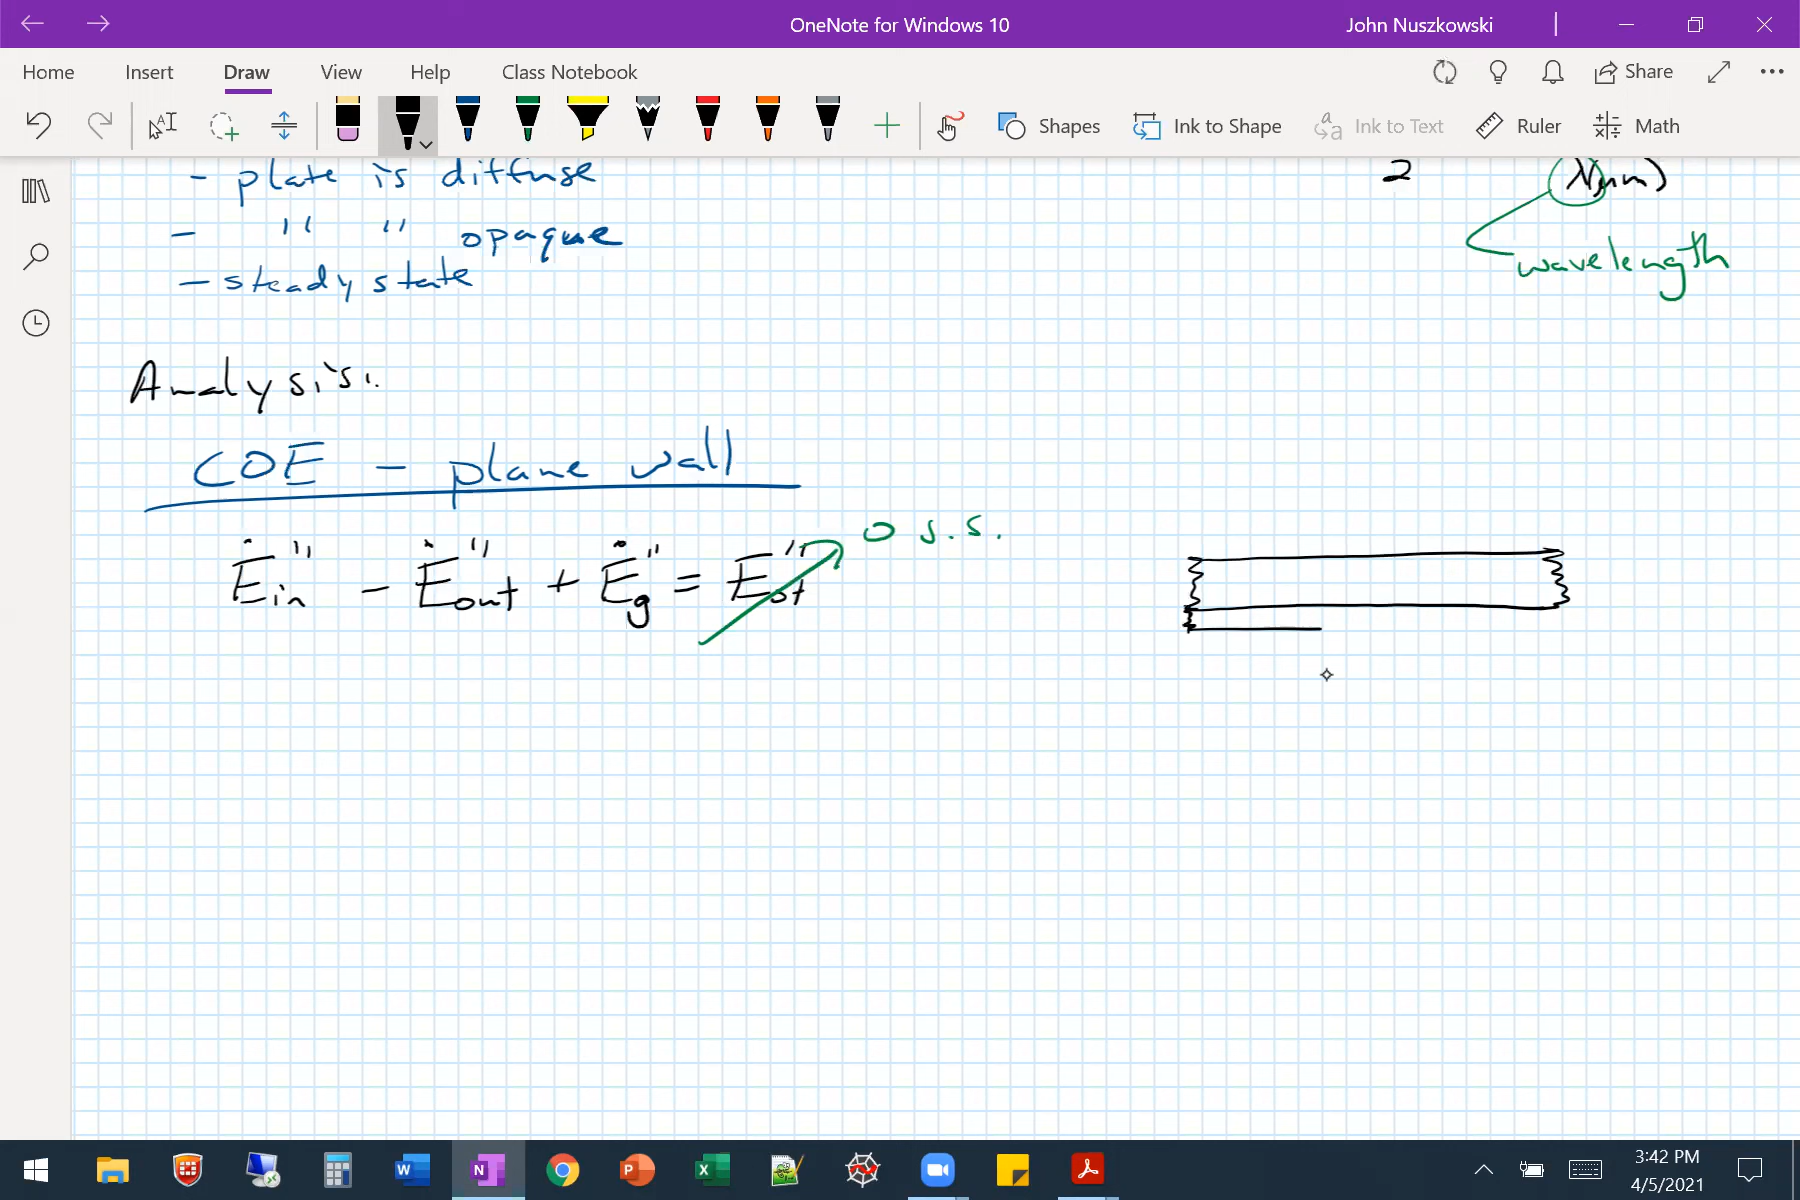 OneNote for Windows 10
John Nuszkowski
Home Insert Draw View Help Class Notebook
Share
Shapes Ink to Shape Ink to Text Ruler Math
- plate is diffuse
- " " opaque
- steady state
2
λ(μm)
wavelength
Analysis:
COE - plane wall
Ė"in - Ė"out + Ė"g = E"st 0 s.s.
3:42 PM
4/5/2021